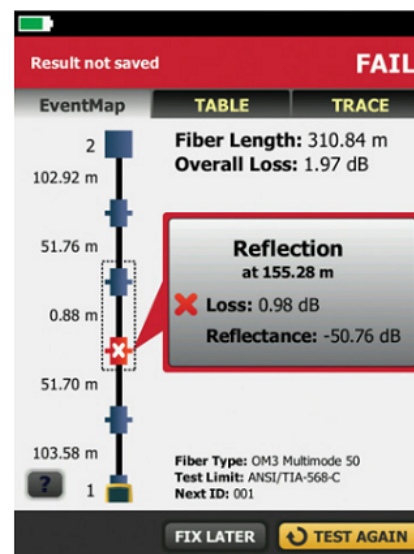 Result not saved
FAIL
EventMap
TABLE
TRACE
2
Fiber Length: 310.84 m
Overall Loss: 1.97 dB
102.92 m
51.76 m
Reflection
at 155.28 m
Loss: 0.98 dB
0.88 m
Reflectance: -50.76 dB
51.70 m
103.58 m
Fiber Type: OM3 Multimode 50
Test Limit: ANSI/TIA-568-C
Next ID: 001
?
1
FIX LATER
TEST AGAIN